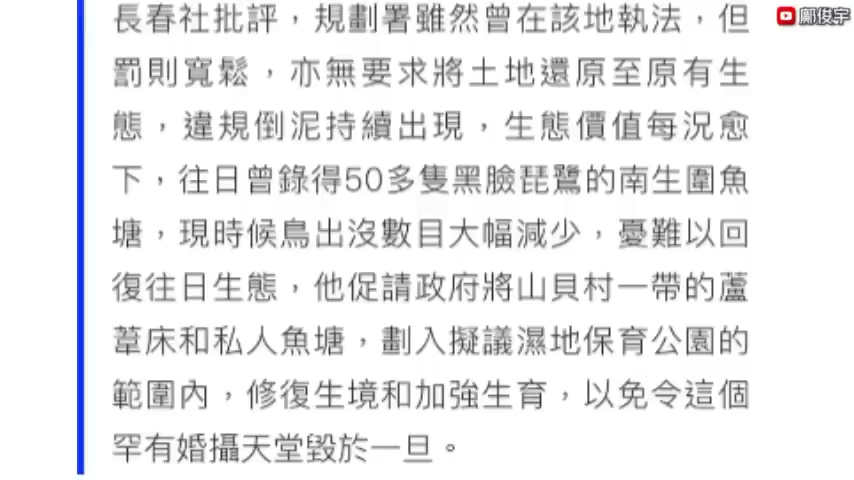 鄺俊宇
長春社批評，規劃署雖然曾在該地執法，但
罰則寬鬆，亦無要求將土地還原至原有生
態，違規倒泥持續出現，生態價值每況愈
下，往日曾錄得50多隻黑臉琵鷺的南生圍魚
塘，現時候鳥出沒數目大幅減少，憂難以回
復往日生態，他促請政府將山貝村一帶的蘆
葦床和私人魚塘，劃入擬議濕地保育公園的
範圍內，修復生境和加強生育，以免令這個
罕有婚攝天堂毀於一旦。